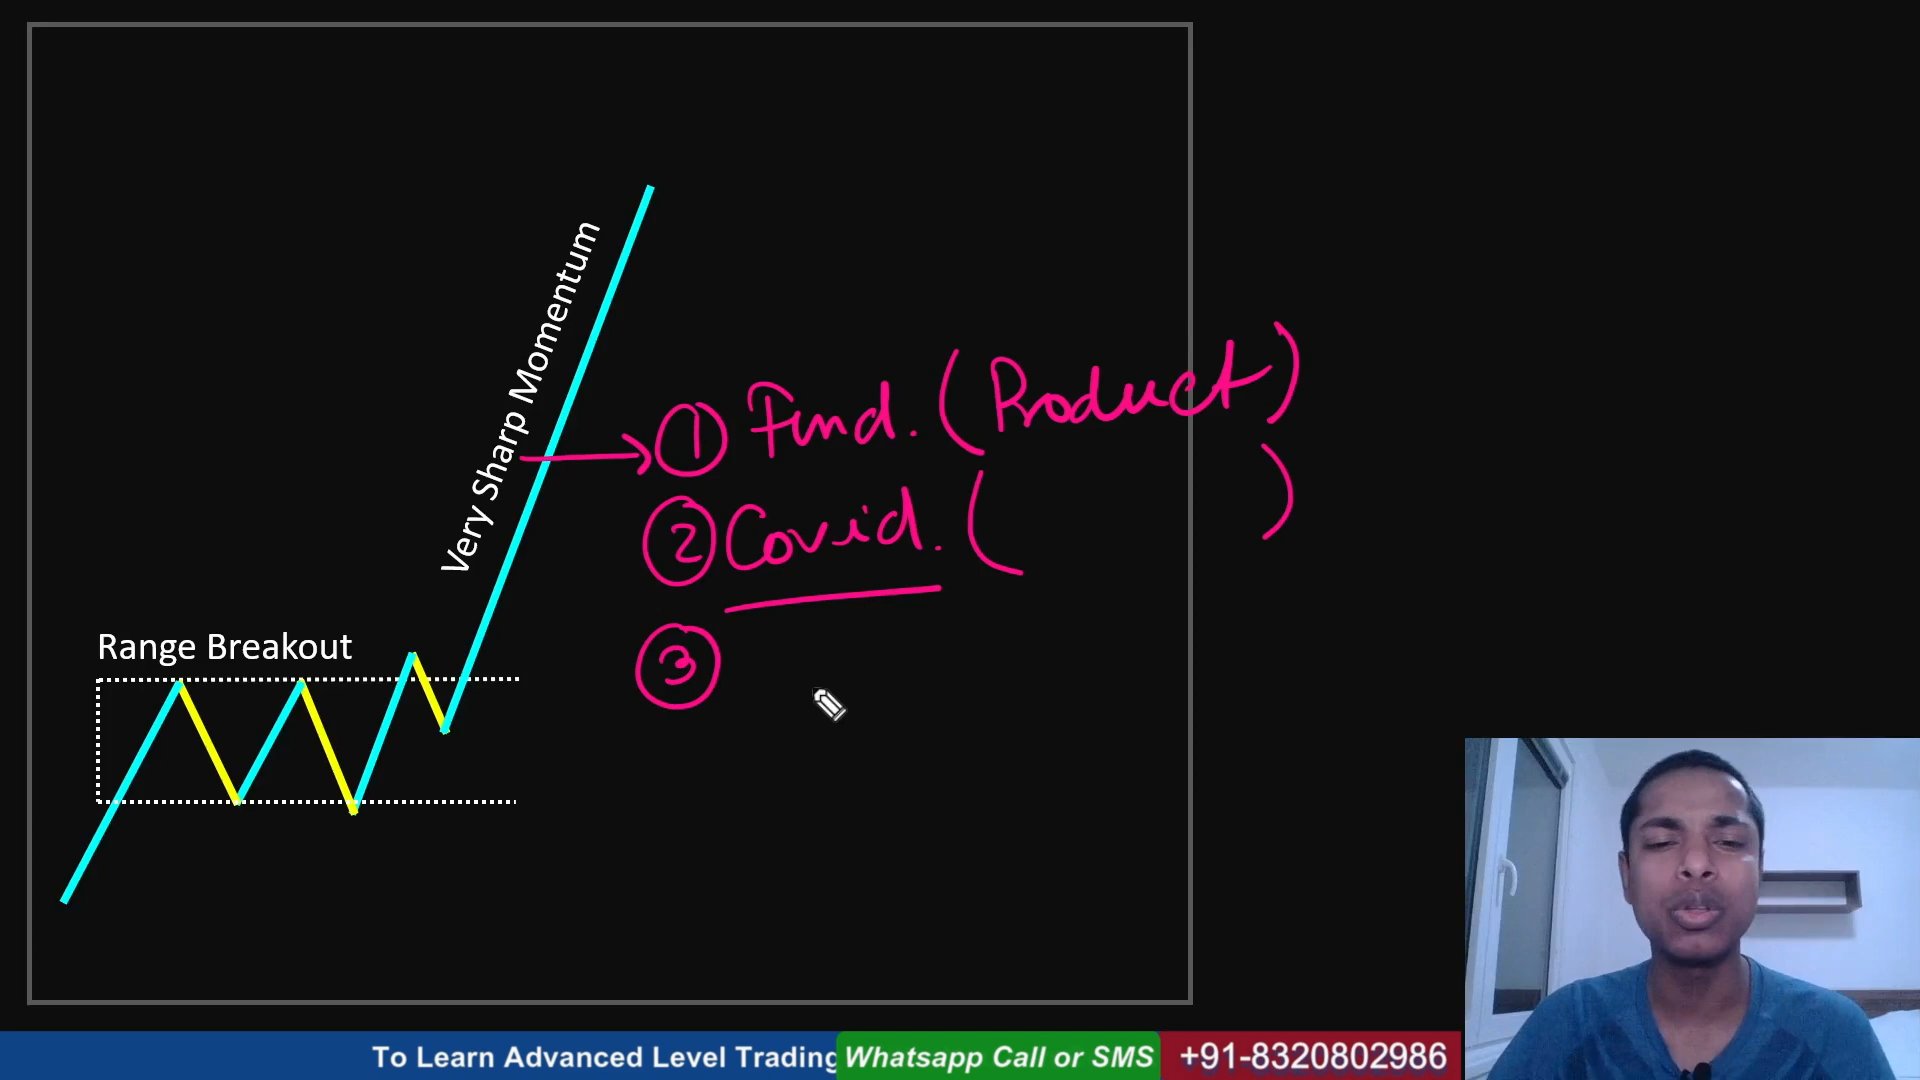 Very Sharp Momentum
① Fund. (Product)
② Covid. ( )
③
Range Breakout
To Learn Advanced Level Trading Whatsapp Call or SMS +91-8320802986